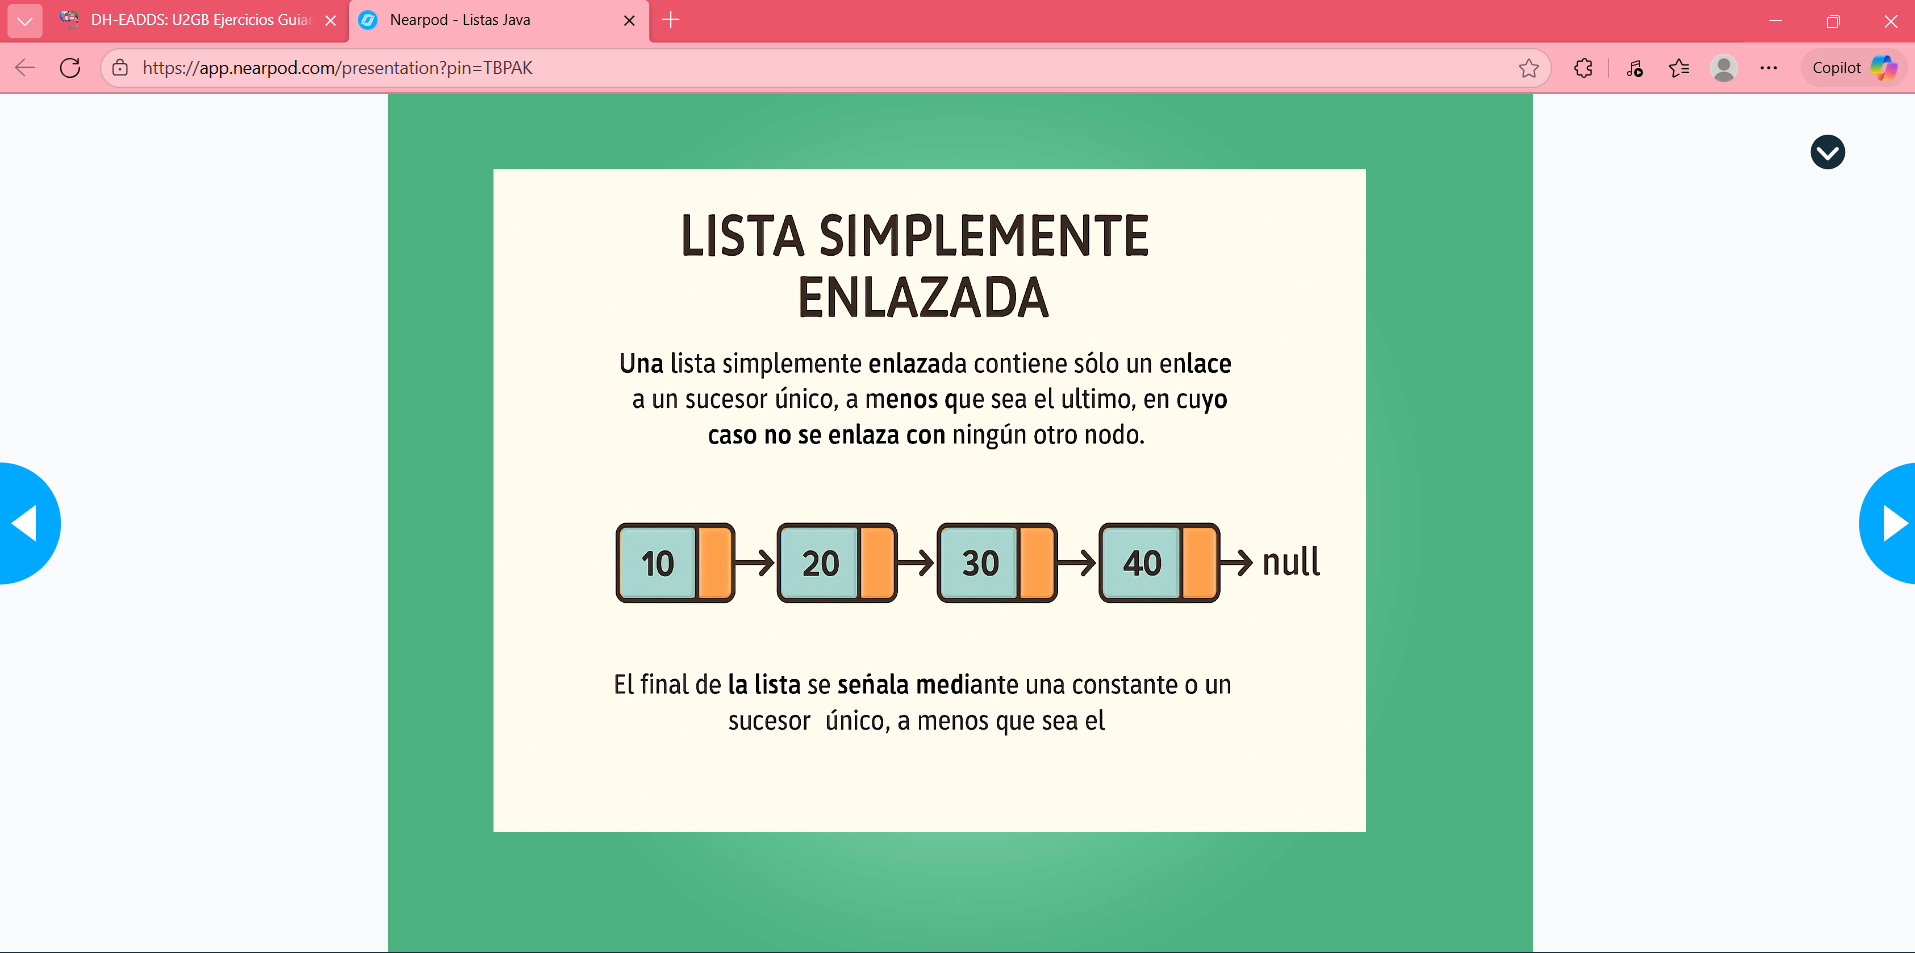 DH-EADDS: U2GB Ejercicios Guia
Nearpod - Listas Java
https://app.nearpod.com/presentation?pin=TBPAK
Copilot
LISTA SIMPLEMENTE
ENLAZADA
Una lista simplemente enlazada contiene sólo un enlace
a un sucesor único, a menos que sea el ultimo, en cuyo
caso no se enlaza con ningún otro nodo.
10 20 30 40 null
El final de la lista se seńala mediante una constante o un
sucesor único, a menos que sea el